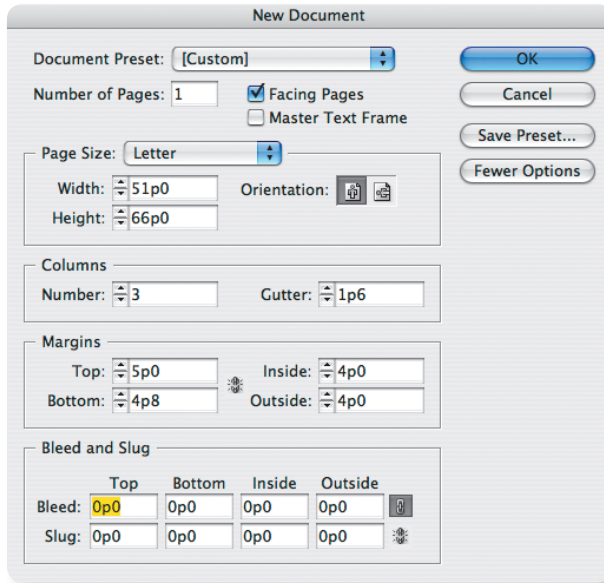 New Document
Document Preset: [Custom]
OK
Number of Pages: 1
Facing Pages
Cancel
Master Text Frame
Save Preset...
Page Size: Letter
Fewer Options
Width: 51p0
Orientation:
Height: 66p0
Columns
Number: 3
Gutter: 1p6
Margins
Top: 5p0
Inside: 4p0
Bottom: 4p8
Outside: 4p0
Bleed and Slug
Top Bottom Inside Outside
Bleed: 0p0 0p0 0p0 0p0
Slug: 0p0 0p0 0p0 0p0